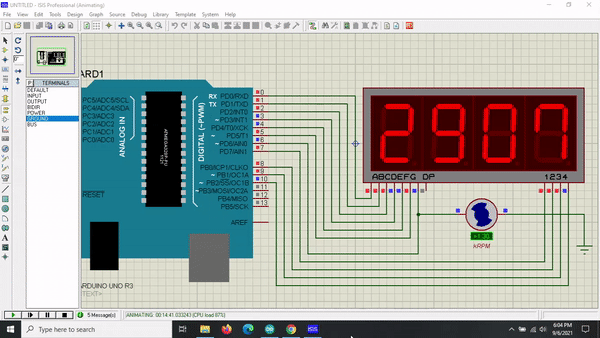 UNTITLED - ISIS Professional (Animating)
File View Edit Tools Design Graph Source Debug Library Template System Help
P L TERMINALS
DEFAULT
INPUT
OUTPUT
BIDIR
POWER
GROUND
BUS
ARD1
PC5/ADC5/SCL
PC4/ADC4/SDA
PC3/ADC3
PC2/ADC2
PC1/ADC1
PC0/ADC0
ANALOG IN
RESET
ATMEGA328P-PU
DIGITAL (~PWM)
RX PD0/RXD 0
TX PD1/TXD 1
PD2/INT0 2
~ PD3/INT1 3
PD4/T0/XCK 4
~ PD5/T1 5
~ PD6/AIN0 6
PD7/AIN1 7
PB0/ICP1/CLKO 8
~ PB1/OC1A 9
~ PB2/SS/OC1B 10
~ PB3/MOSI/OC2A 11
PB4/MISO 12
PB5/SCK 13
AREF
ARDUINO UNO R3
2907
ABCDEFG DP 1234
kRPM
5 Message(s)
ANIMATING: 00:14:41.033243 (CPU load 87%)
Type here to search
6:04 PM
9/6/2021